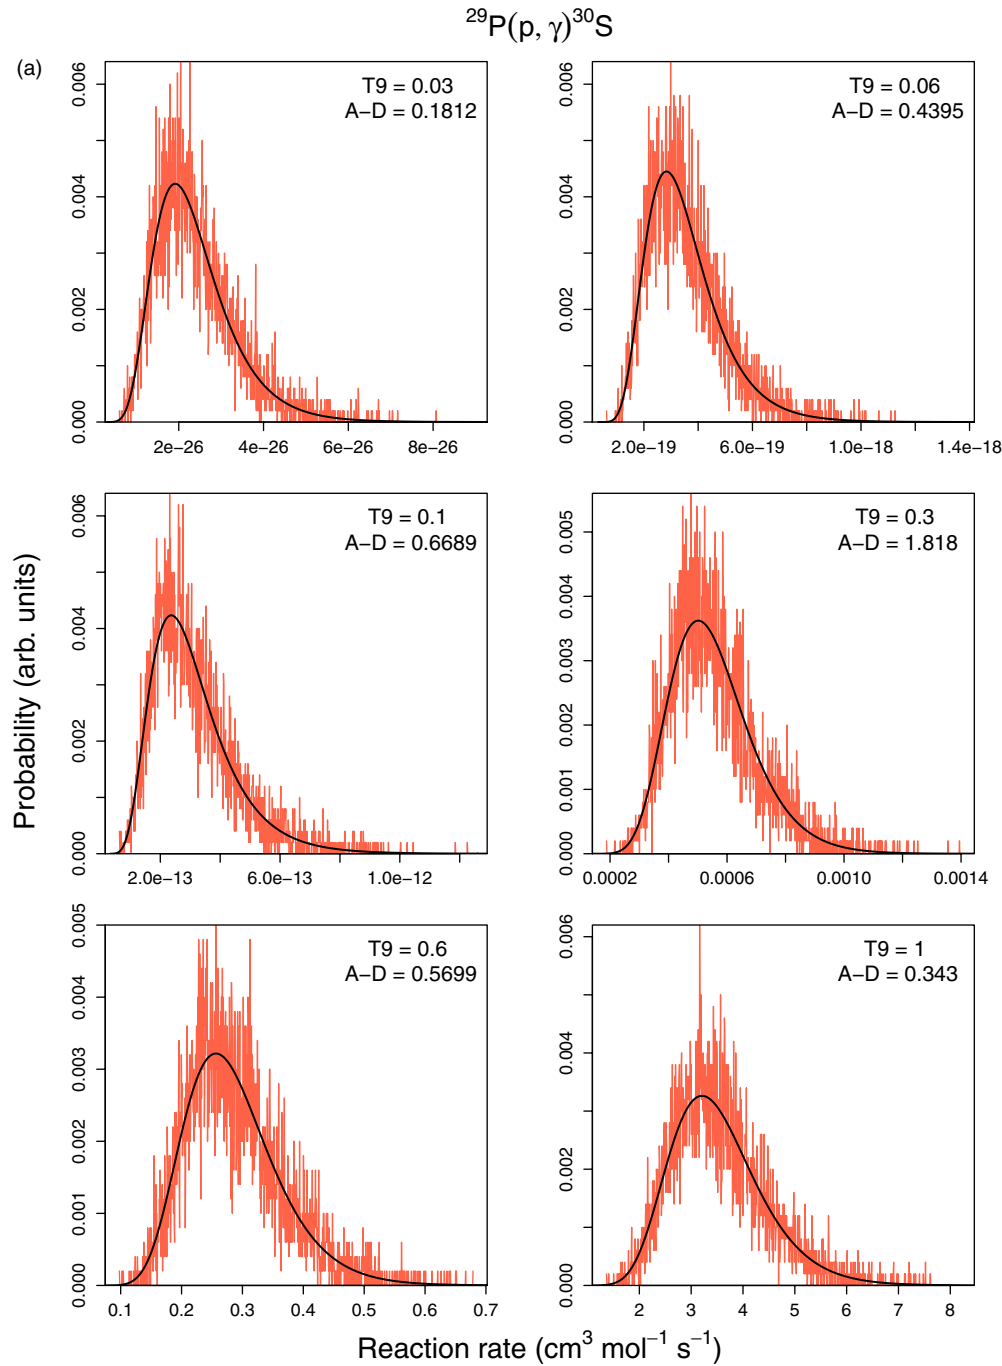 ²⁹P(p, γ)³⁰S
(a)
T9 = 0.03
A−D = 0.1812
0.000 0.002 0.004 0.006
2e−26 4e−26 6e−26 8e−26
T9 = 0.06
A−D = 0.4395
0.000 0.002 0.004 0.006
2.0e−19 6.0e−19 1.0e−18 1.4e−18
T9 = 0.1
A−D = 0.6689
0.000 0.002 0.004 0.006
2.0e−13 6.0e−13 1.0e−12
T9 = 0.3
A−D = 1.818
0.000 0.001 0.002 0.003 0.004 0.005
0.0002 0.0006 0.0010 0.0014
T9 = 0.6
A−D = 0.5699
0.000 0.001 0.002 0.003 0.004 0.005
0.1 0.2 0.3 0.4 0.5 0.6 0.7
T9 = 1
A−D = 0.343
0.000 0.002 0.004 0.006
2 3 4 5 6 7 8
Probability (arb. units)
Reaction rate (cm³ mol⁻¹ s⁻¹)